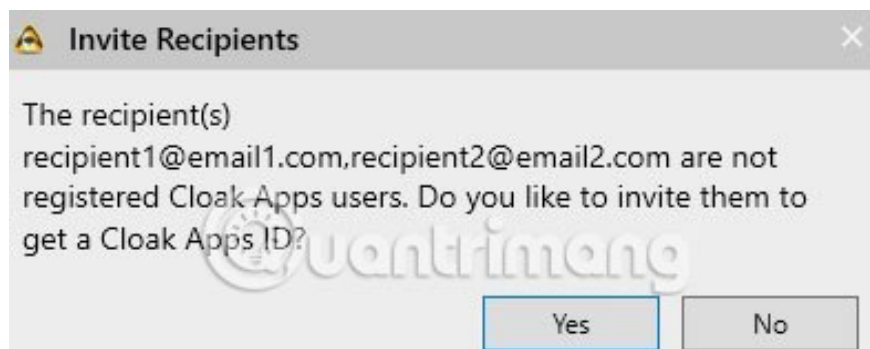 Invite Recipients
The recipient(s)
recipient1@email1.com,recipient2@email2.com are not
registered Cloak Apps users. Do you like to invite them to
get a Cloak Apps ID?
Quantrimang
Yes
No